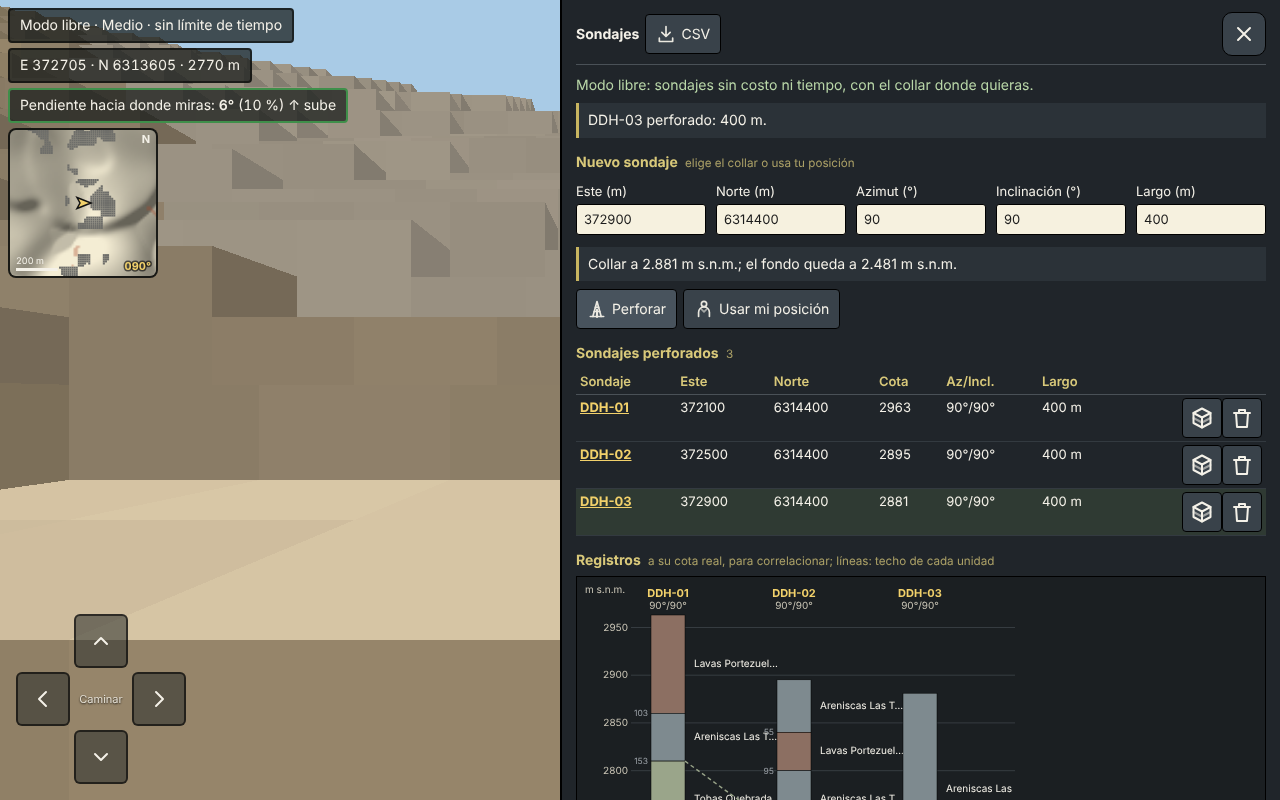 Modo libre · Medio · sin límite de tiempo
E 372705 · N 6313605 · 2770 m
Pendiente hacia donde miras: 6° (10 %) ↑ sube
N
200 m
090°
Caminar
Sondajes
CSV
Modo libre: sondajes sin costo ni tiempo, con el collar donde quieras.
DDH-03 perforado: 400 m.
Nuevo sondaje elige el collar o usa tu posición
Este (m) Norte (m) Azimut (°) Inclinación (°) Largo (m)
372900 6314400 90 90 400
Collar a 2.881 m s.n.m.; el fondo queda a 2.481 m s.n.m.
Perforar Usar mi posición
Sondajes perforados 3
Sondaje Este Norte Cota Az/Incl. Largo
DDH-01 372100 6314400 2963 90°/90° 400 m
DDH-02 372500 6314400 2895 90°/90° 400 m
DDH-03 372900 6314400 2881 90°/90° 400 m
Registros a su cota real, para correlacionar; líneas: techo de cada unidad
m s.n.m. DDH-01 DDH-02 DDH-03
90°/90° 90°/90° 90°/90°
2950
Lavas Portezuel...
2900
Areniscas Las T...
103
2850
55
Areniscas Las T...
Lavas Portezuel...
153
2800
95
Areniscas Las
Tobas Quebrada
Areniscas Las T...